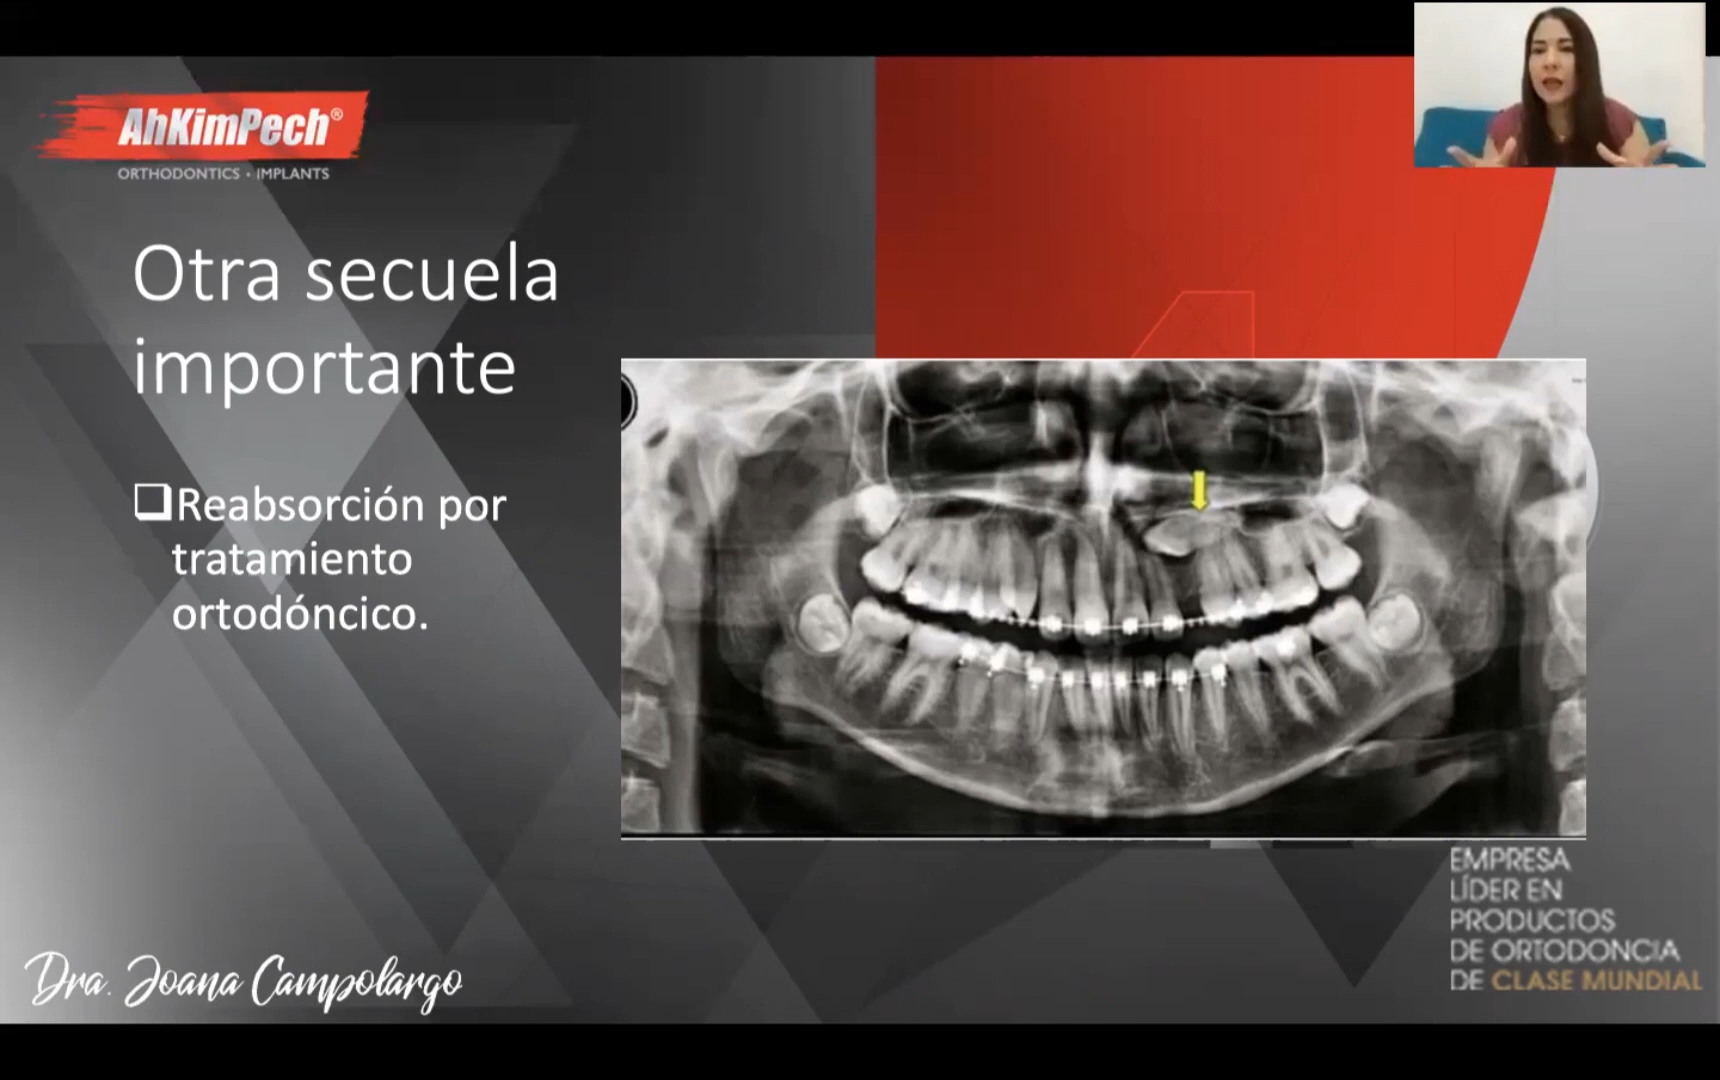 AhKimPech®
ORTHODONTICS • IMPLANTS
Otra secuela
importante
❑Reabsorción por
tratamiento
ortodóncico.
EMPRESA
LÍDER EN
PRODUCTOS
DE ORTODONCIA
DE CLASE MUNDIAL
Dra. Joana Campolargo